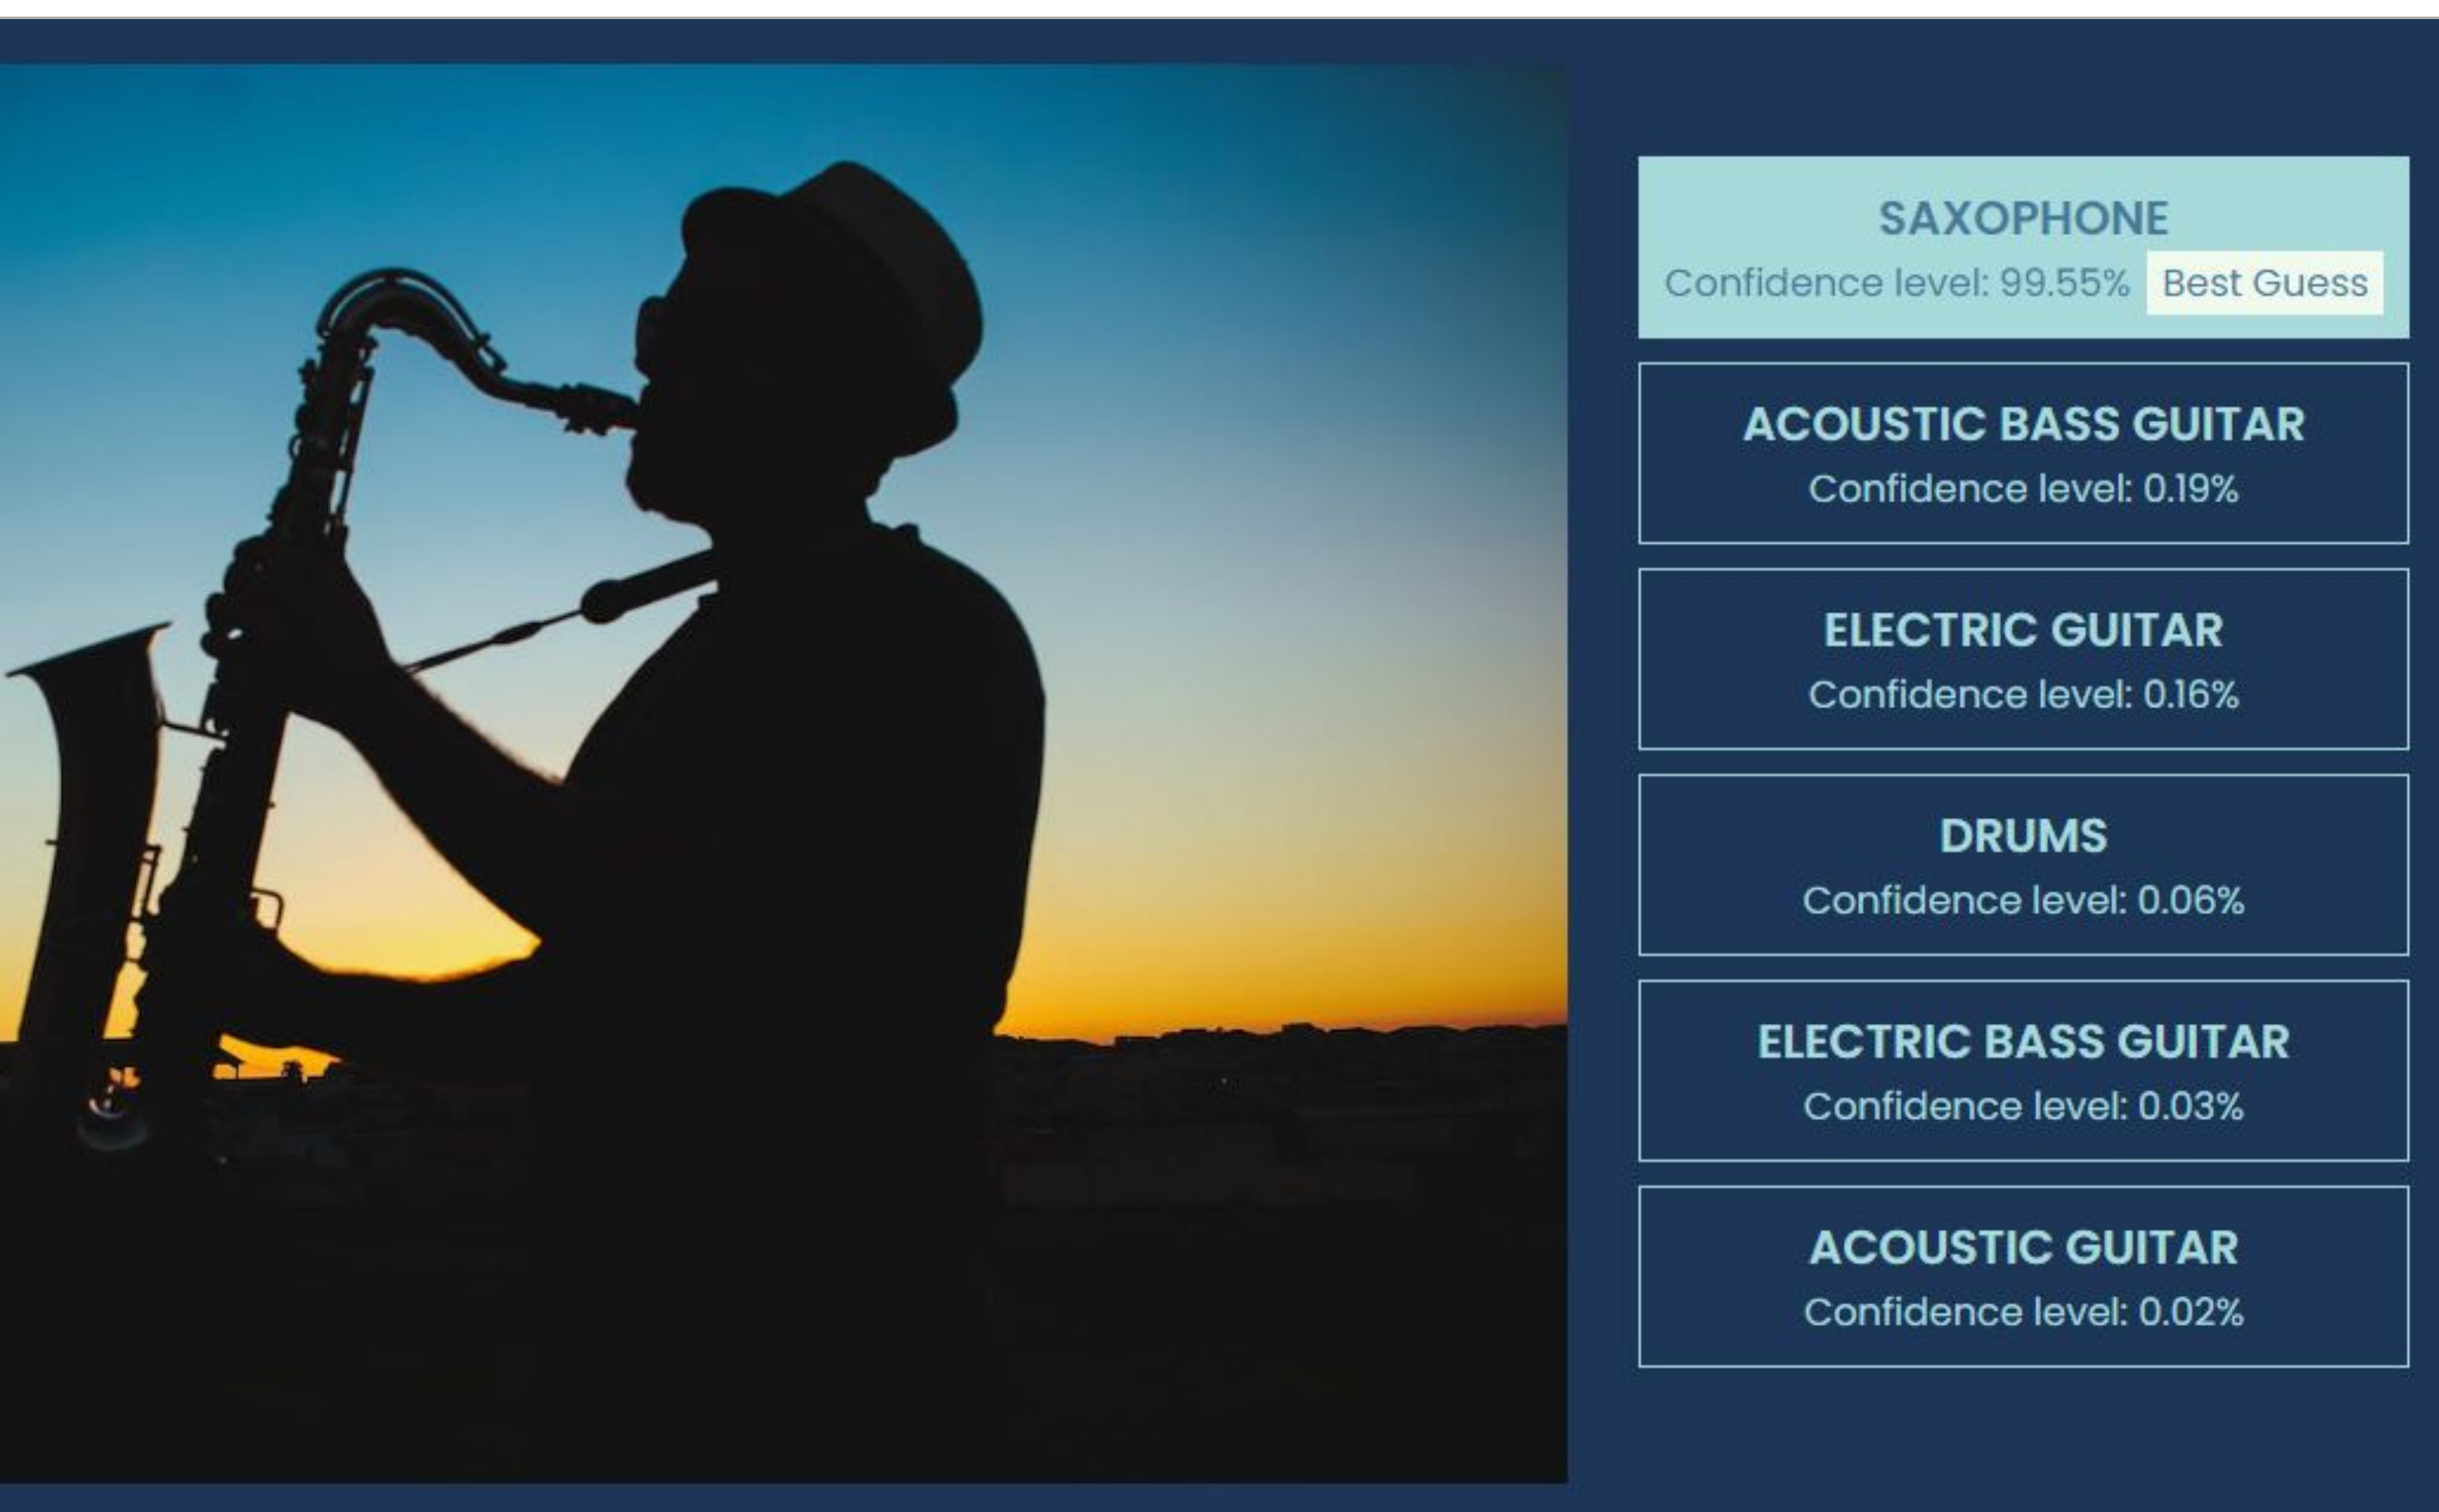 SAXOPHONE
Confidence level: 99.55% Best Guess
ACOUSTIC BASS GUITAR
Confidence level: 0.19%
ELECTRIC GUITAR
Confidence level: 0.16%
DRUMS
Confidence level: 0.06%
ELECTRIC BASS GUITAR
Confidence level: 0.03%
ACOUSTIC GUITAR
Confidence level: 0.02%